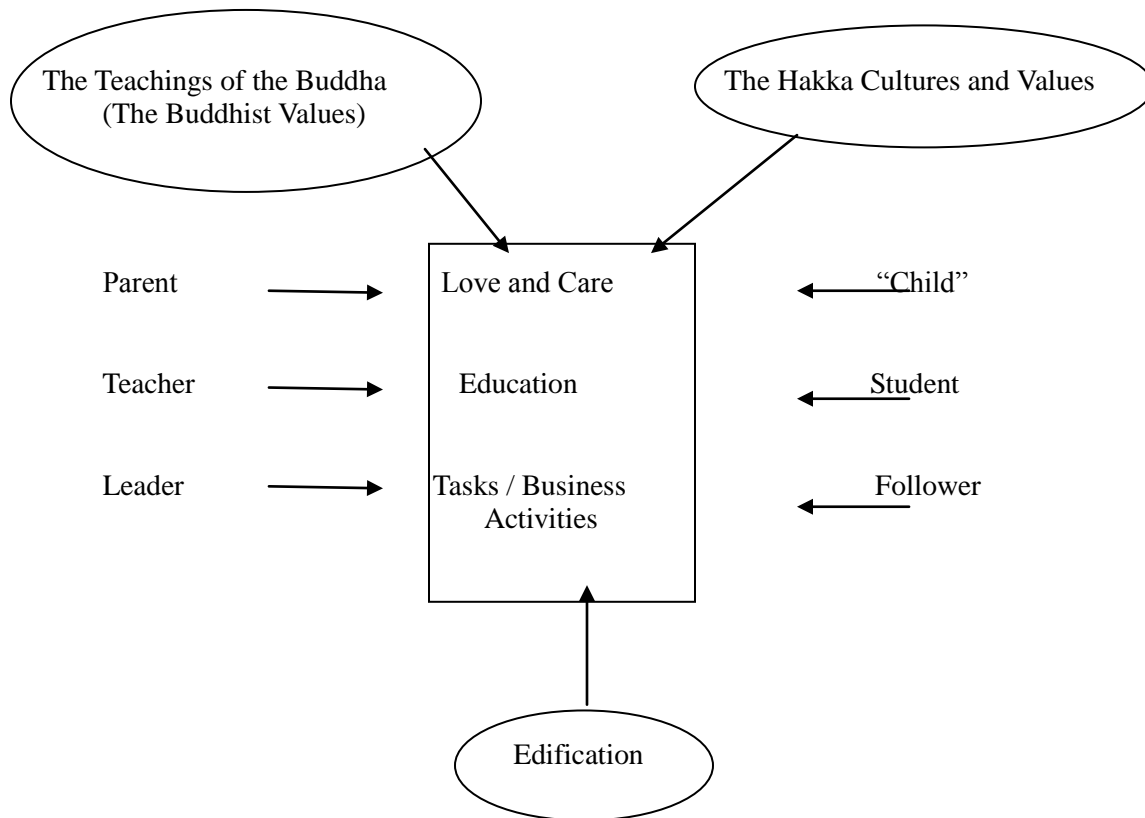 The Teachings of the Buddha
(The Buddhist Values)
The Hakka Cultures and Values
Parent
Love and Care
“Child”
Teacher
Education
Student
Leader
Tasks / Business
Activities
Follower
Edification